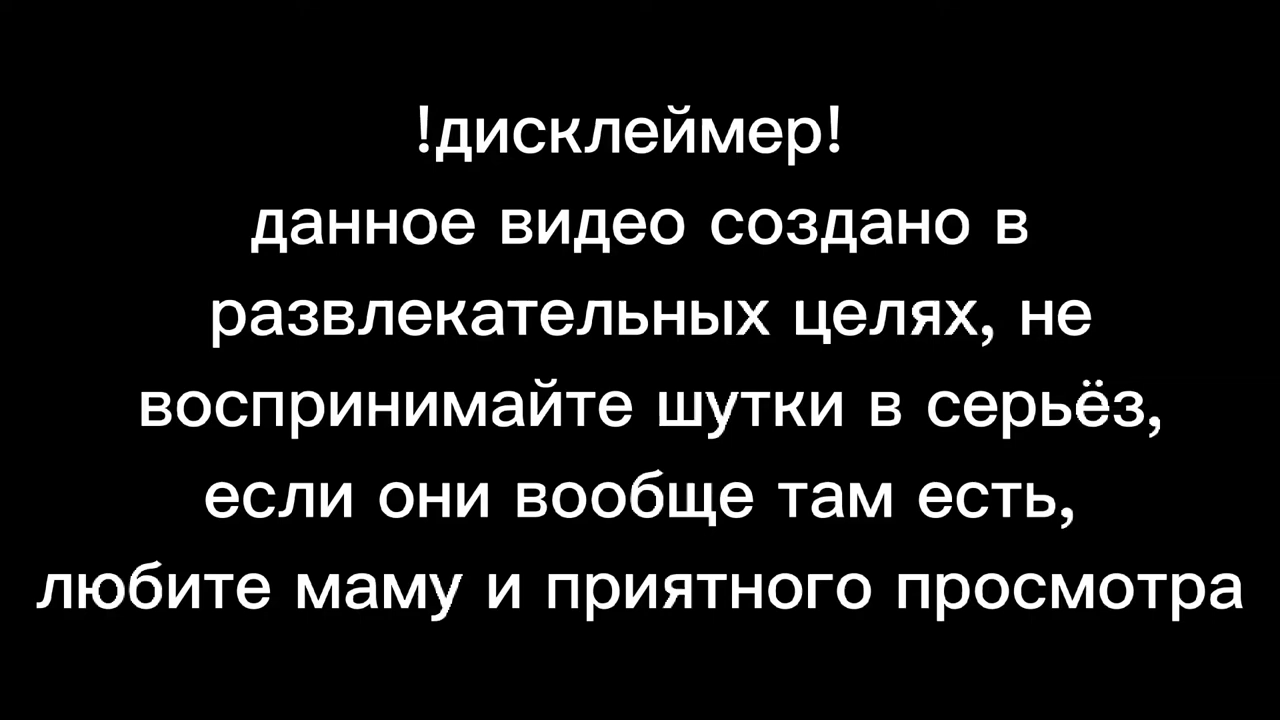 !дисклеймер!
данное видео создано в
развлекательных целях, не
воспринимайте шутки в серьёз,
если они вообще там есть,
любите маму и приятного просмотра